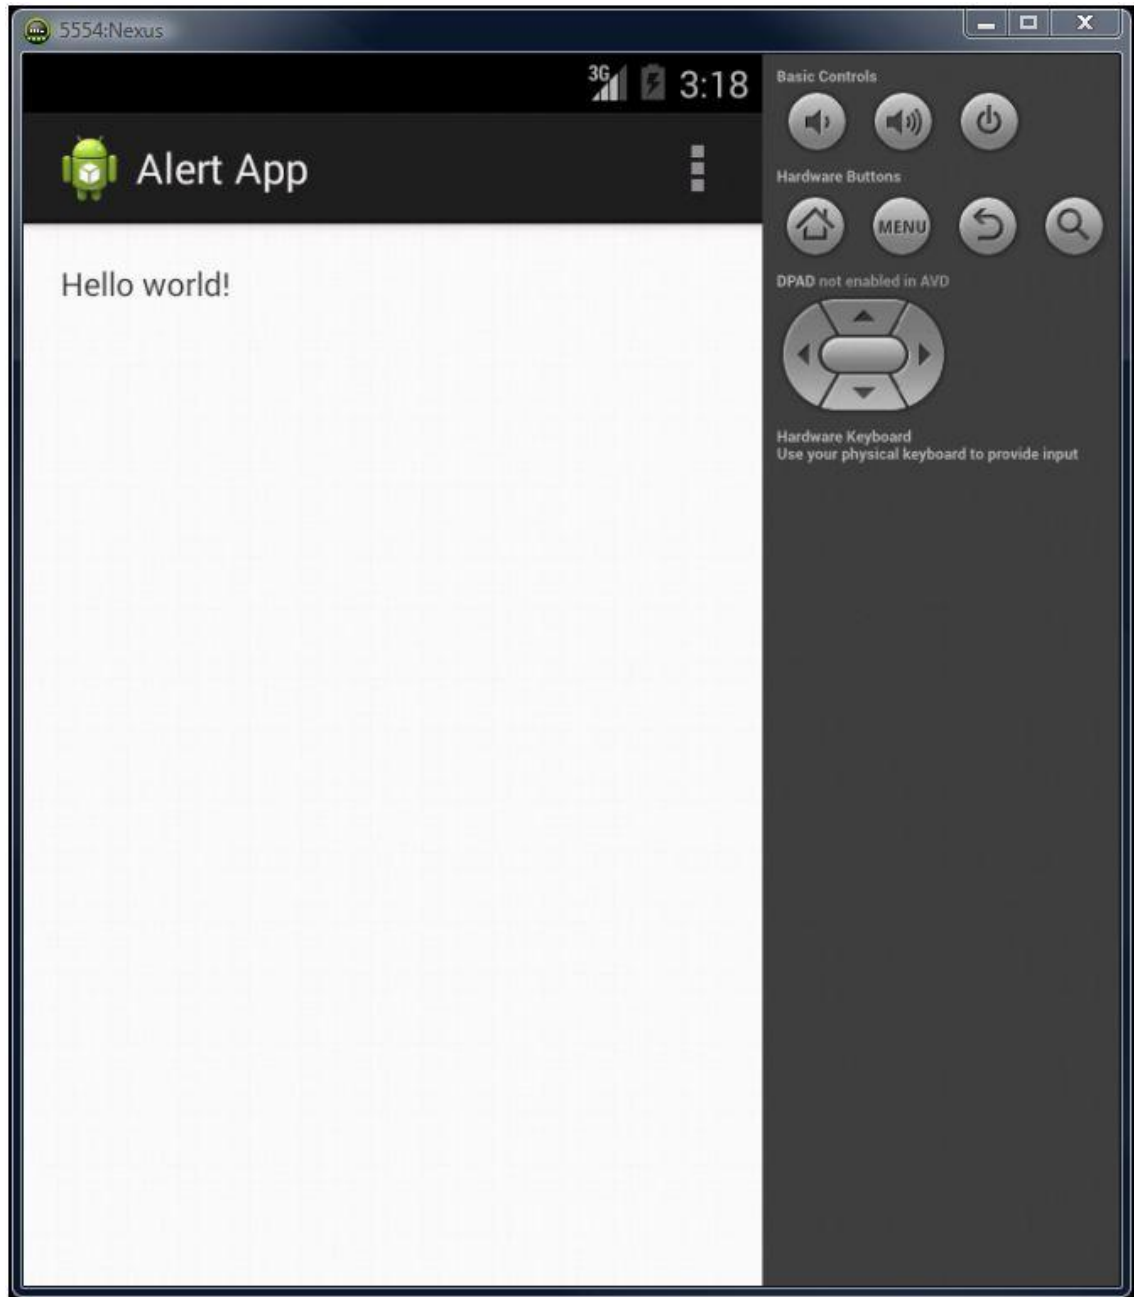 5554:Nexus
3G 3:18
Alert App
Hello world!
Basic Controls
Hardware Buttons
MENU
DPAD not enabled in AVD
Hardware Keyboard
Use your physical keyboard to provide input